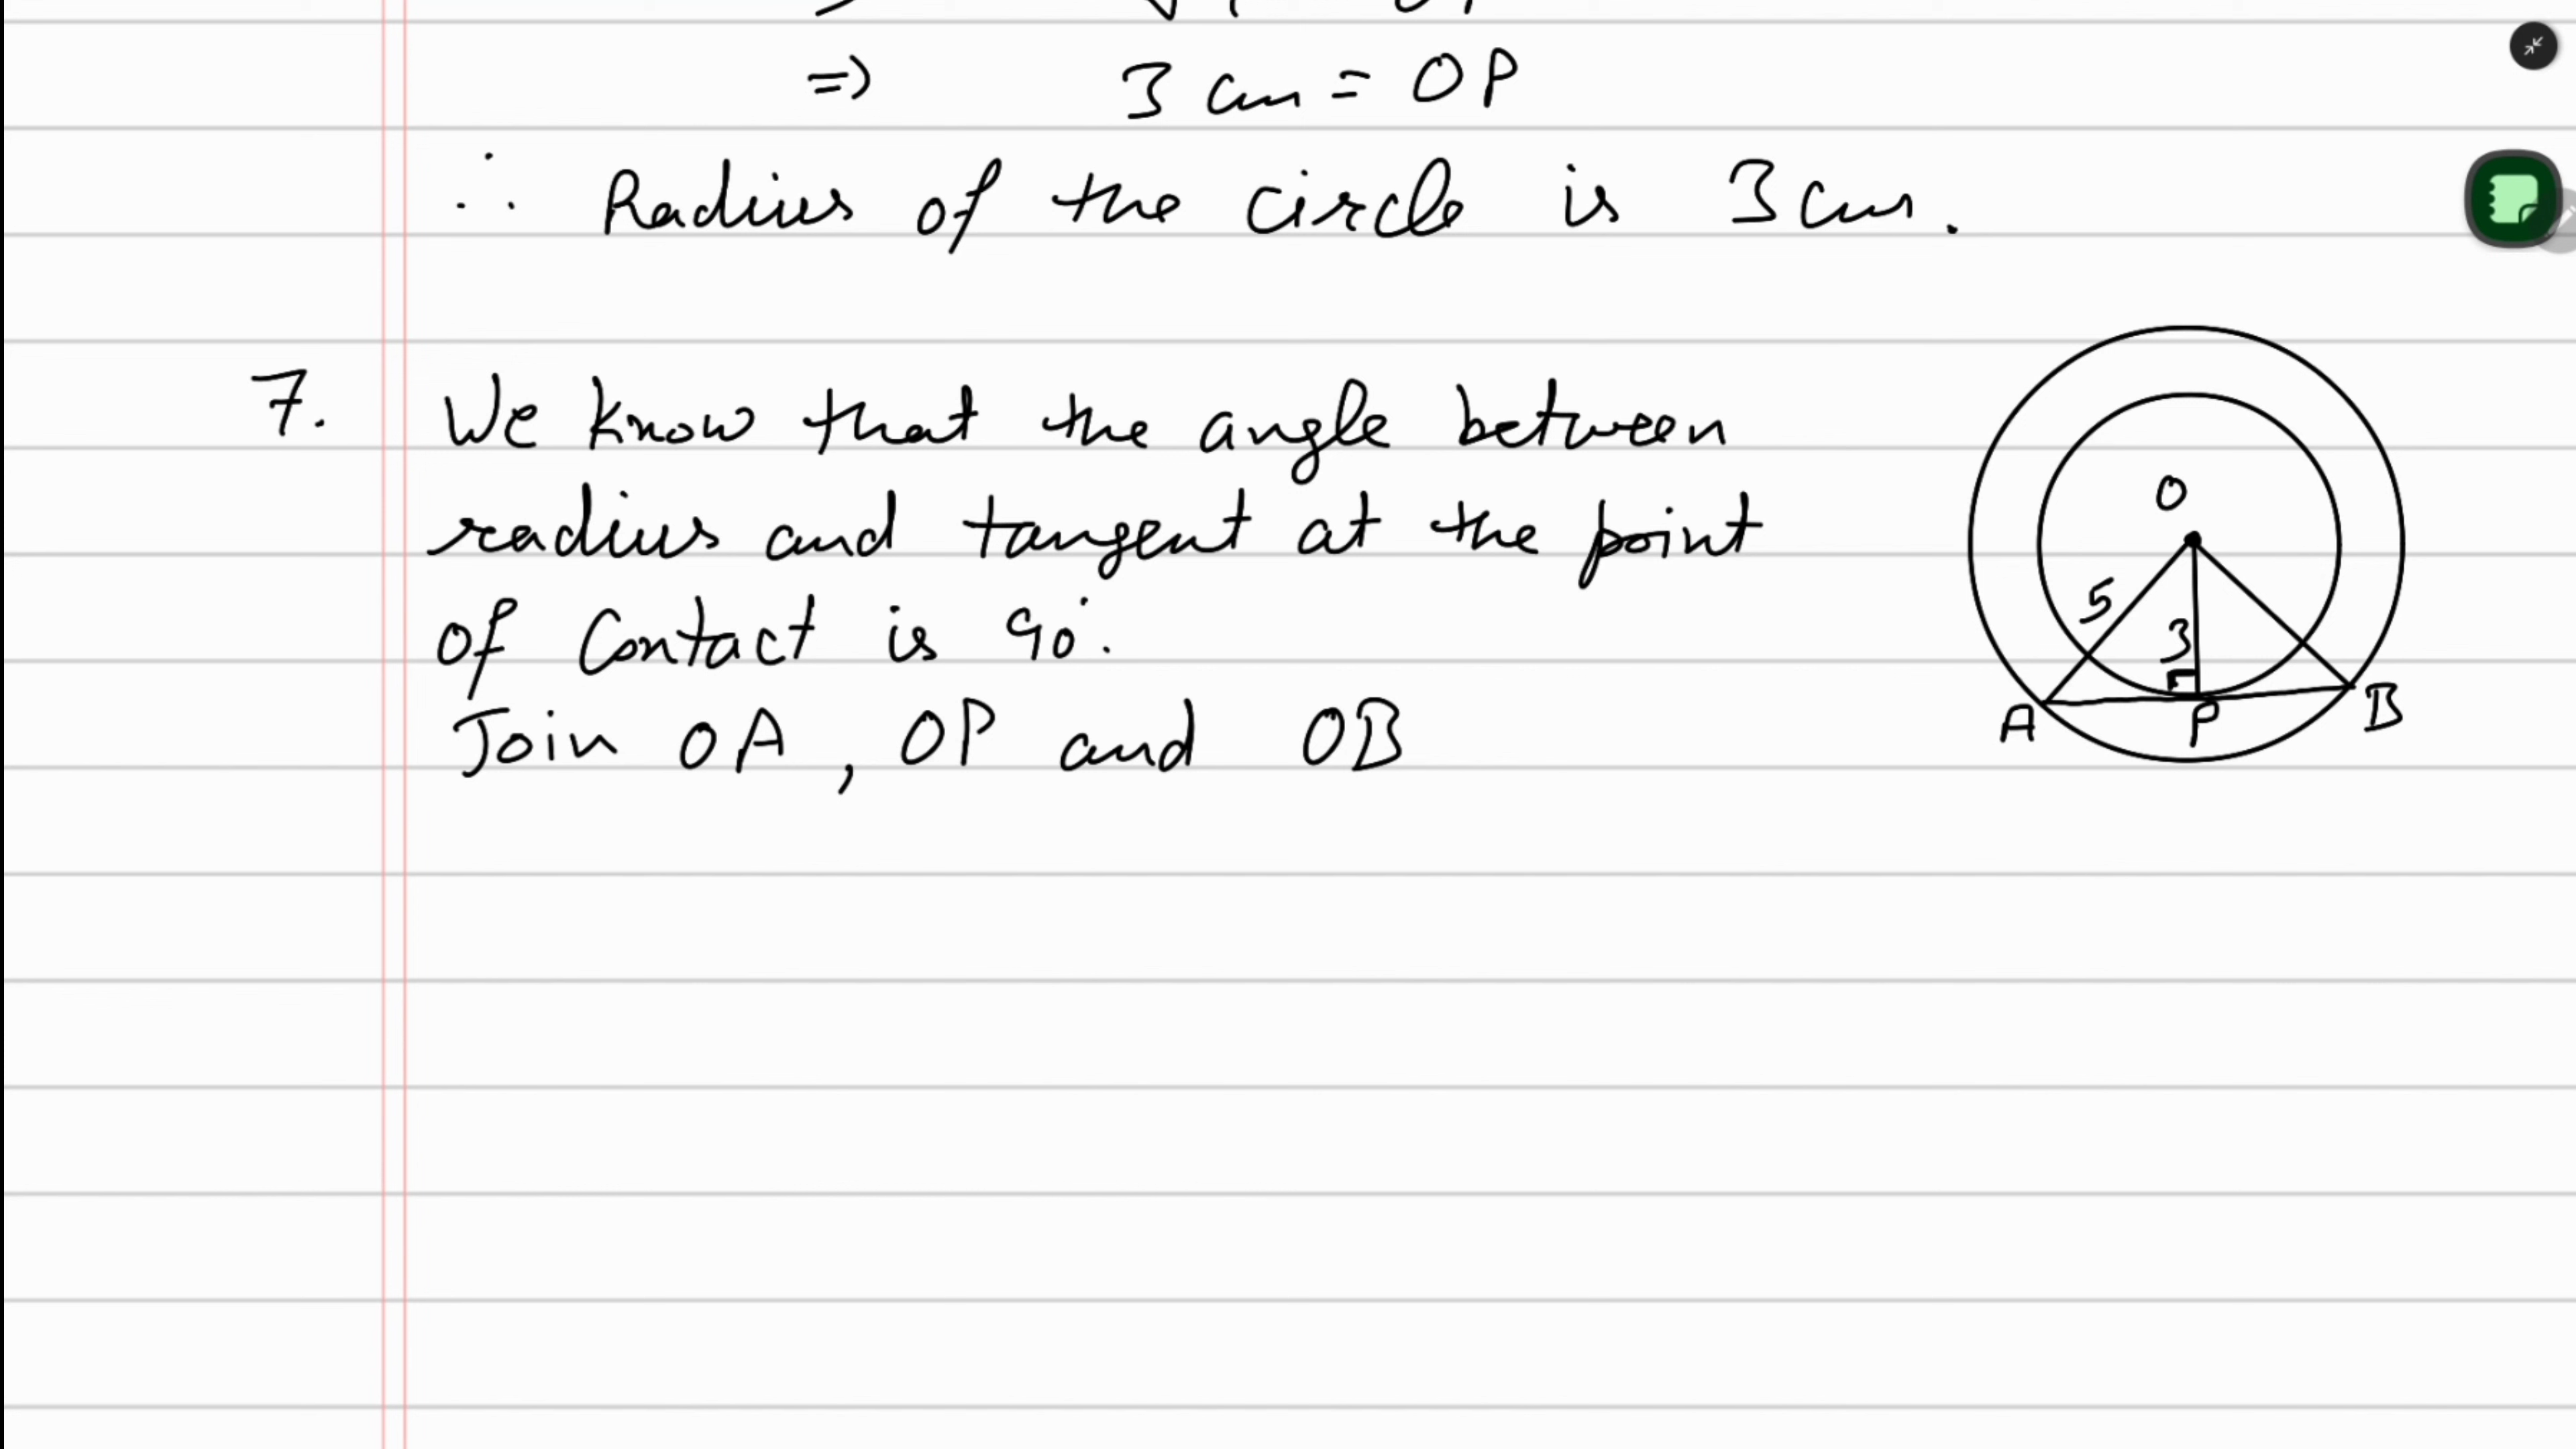 => 3 cm = OP
∴ Radius of the circle is 3 cm.
7. We know that the angle between
radius and tangent at the point
of Contact is 90°.
Join OA, OP and OB
O
5
3
A
P
B